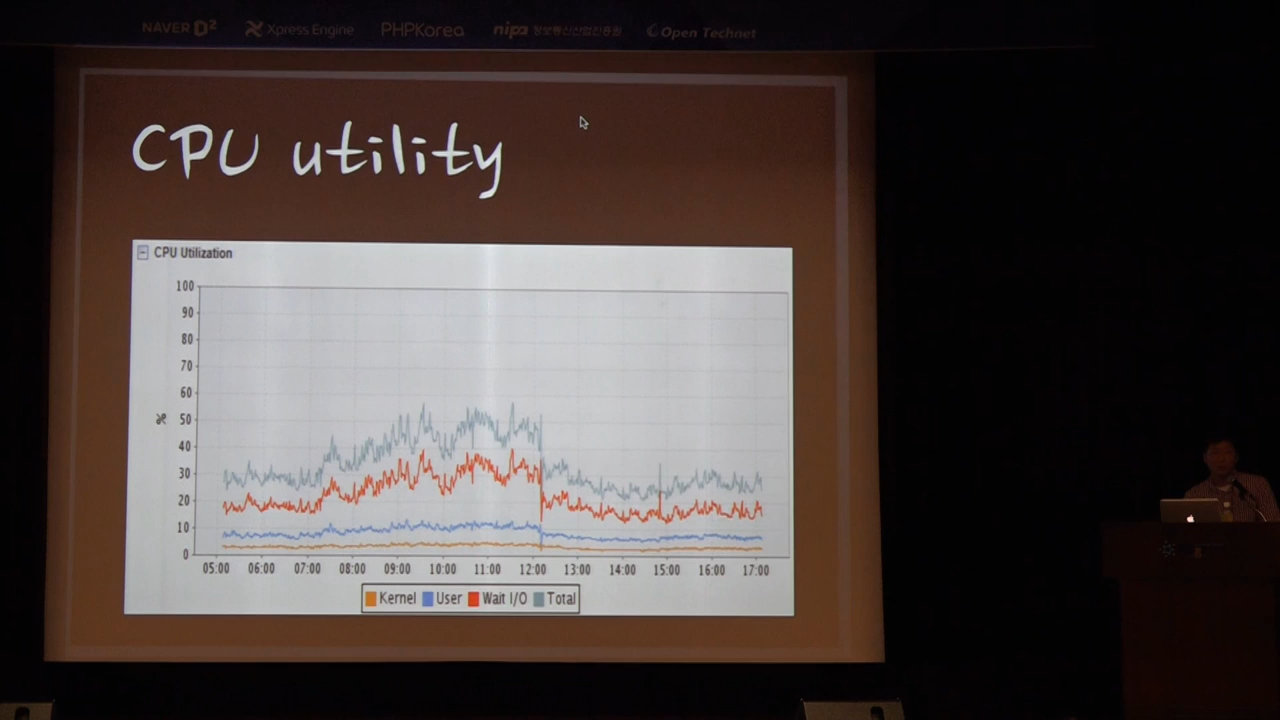 NAVER D2 Xpress Engine PHPKorea nipa 정보통신산업진흥원 Open Technet
CPU utility
CPU Utilization
100
90
80
70
60
50
40
30
20
10
0
%
05:00 06:00 07:00 08:00 09:00 10:00 11:00 12:00 13:00 14:00 15:00 16:00 17:00
Kernel User Wait I/O Total